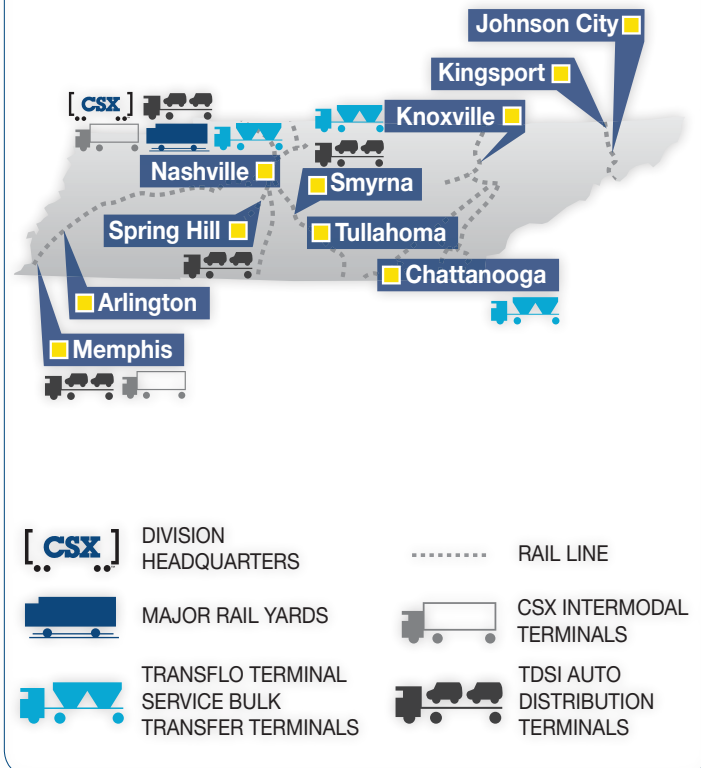 Johnson City
Kingsport
CSX
Knoxville
Nashville
Smyrna
Spring Hill
Tullahoma
Chattanooga
Arlington
Memphis
CSX
DIVISION
HEADQUARTERS
RAIL LINE
MAJOR RAIL YARDS
CSX INTERMODAL
TERMINALS
TRANSFLO TERMINAL
SERVICE BULK
TRANSFER TERMINALS
TDSI AUTO
DISTRIBUTION
TERMINALS